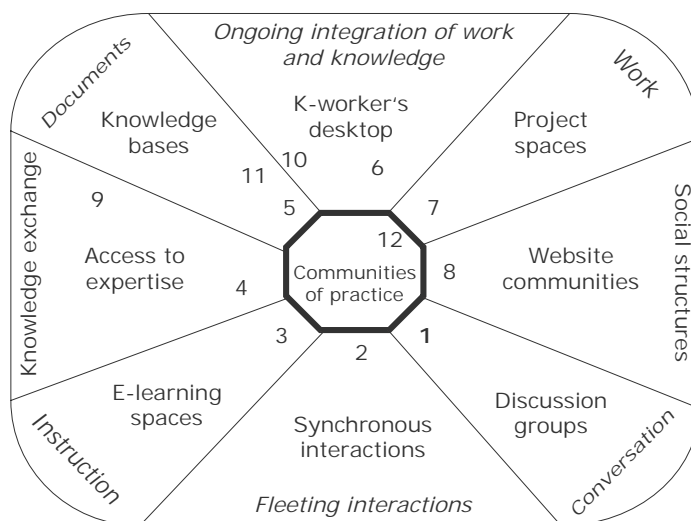 Ongoing integration of work
and knowledge
Documents
Work
K-worker's
desktop
Knowledge
bases
Project
spaces
10
6
11
9
5
7
12
Knowledge exchange
Access to
expertise
4
Communities
of practice
8
Website
communities
Social structures
3
2
1
E-learning
spaces
Synchronous
interactions
Discussion
groups
Instruction
Conversation
Fleeting interactions